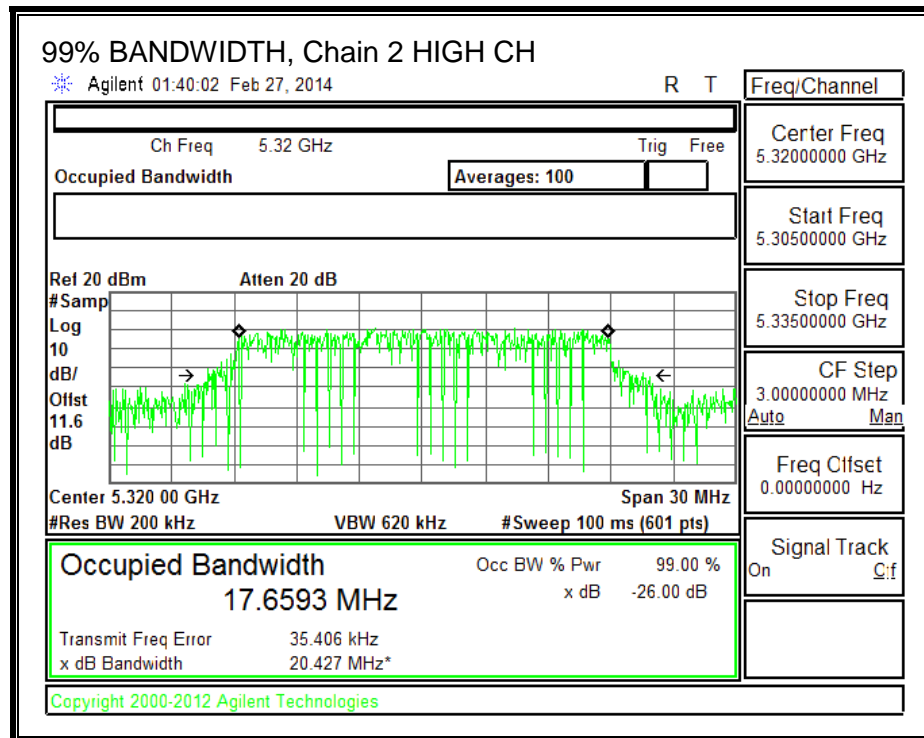 99% BANDWIDTH, Chain 2 HIGH CH
Agilent 01:40:02 Feb 27, 2014 R T
Freq/Channel
Ch Freq 5.32 GHz Trig Free
Occupied Bandwidth Averages: 100
Center Freq
5.32000000 GHz
Start Freq
5.30500000 GHz
Stop Freq
5.33500000 GHz
CF Step
3.00000000 MHz
Auto Man
Freq Offset
0.00000000 Hz
Signal Track
On Off
Ref 20 dBm Atten 20 dB
#Samp
Log
10
dB/
Offst
11.6
dB
Center 5.320 00 GHz Span 30 MHz
#Res BW 200 kHz VBW 620 kHz #Sweep 100 ms (601 pts)
Occupied Bandwidth
17.6593 MHz
Occ BW % Pwr 99.00 %
x dB -26.00 dB
Transmit Freq Error 35.406 kHz
x dB Bandwidth 20.427 MHz*
Copyright 2000-2012 Agilent Technologies